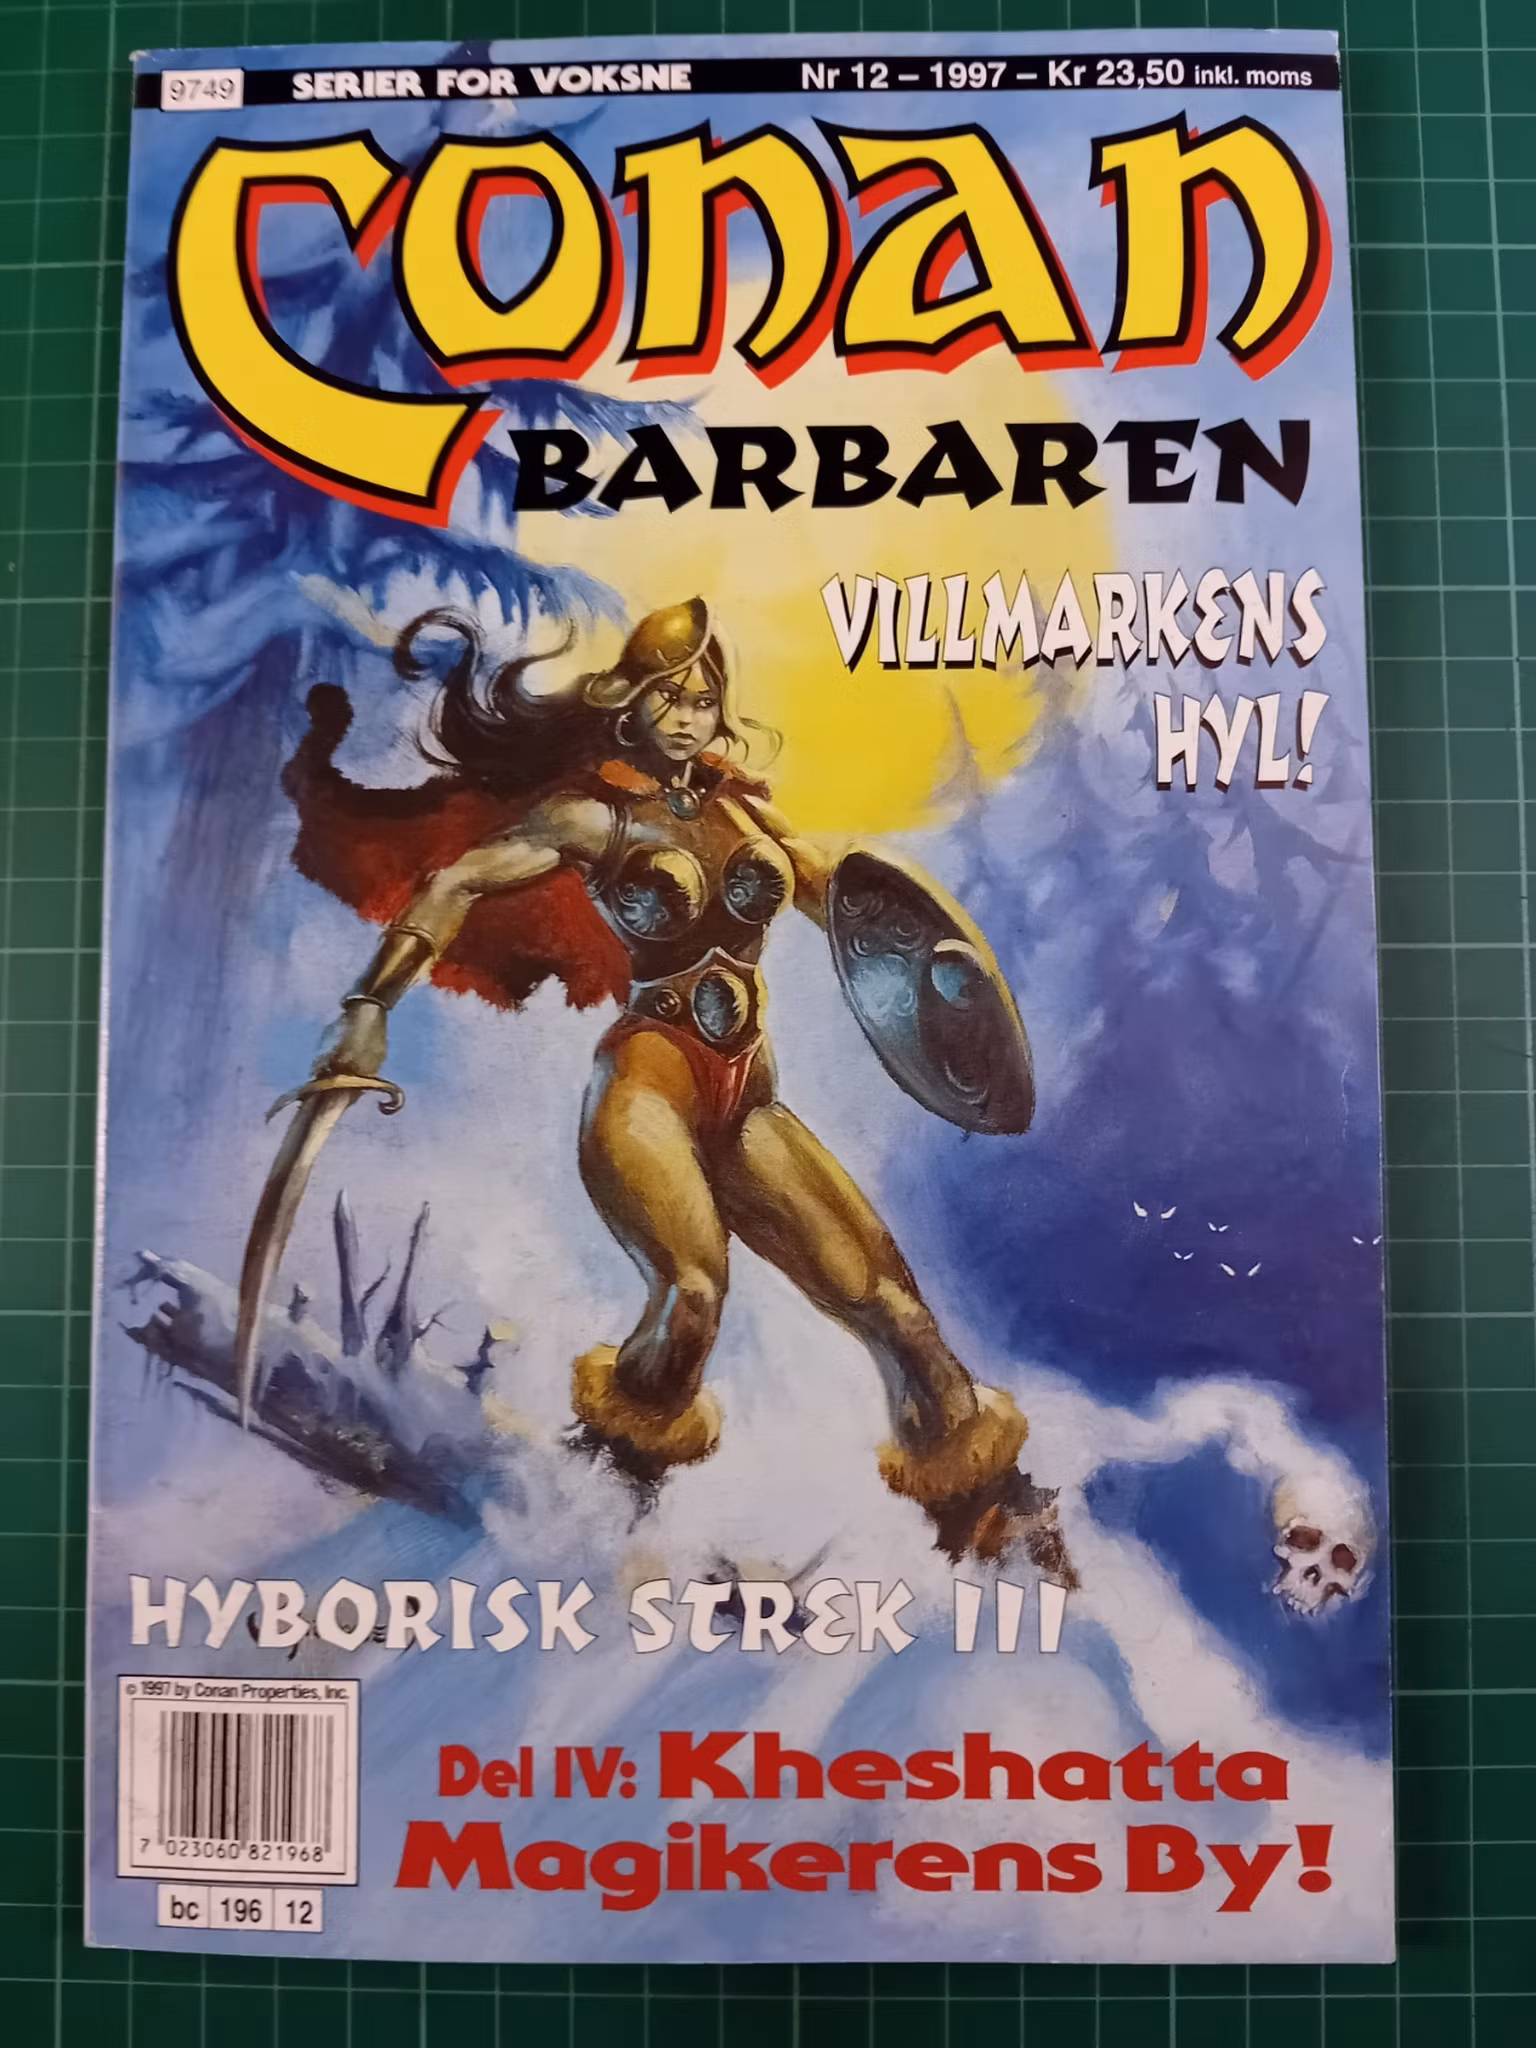 9749 SERIER FOR VOKSNE Nr 12 – 1997 – Kr 23,50 inkl. moms
Conan
BARBAREN
VILLMARKENS
HYL!
HYBORISK STREK III
© 1997 by Conan Properties, Inc.
7 023060 821968
bc 196 12
Del IV: Kheshatta
Magikerens By!